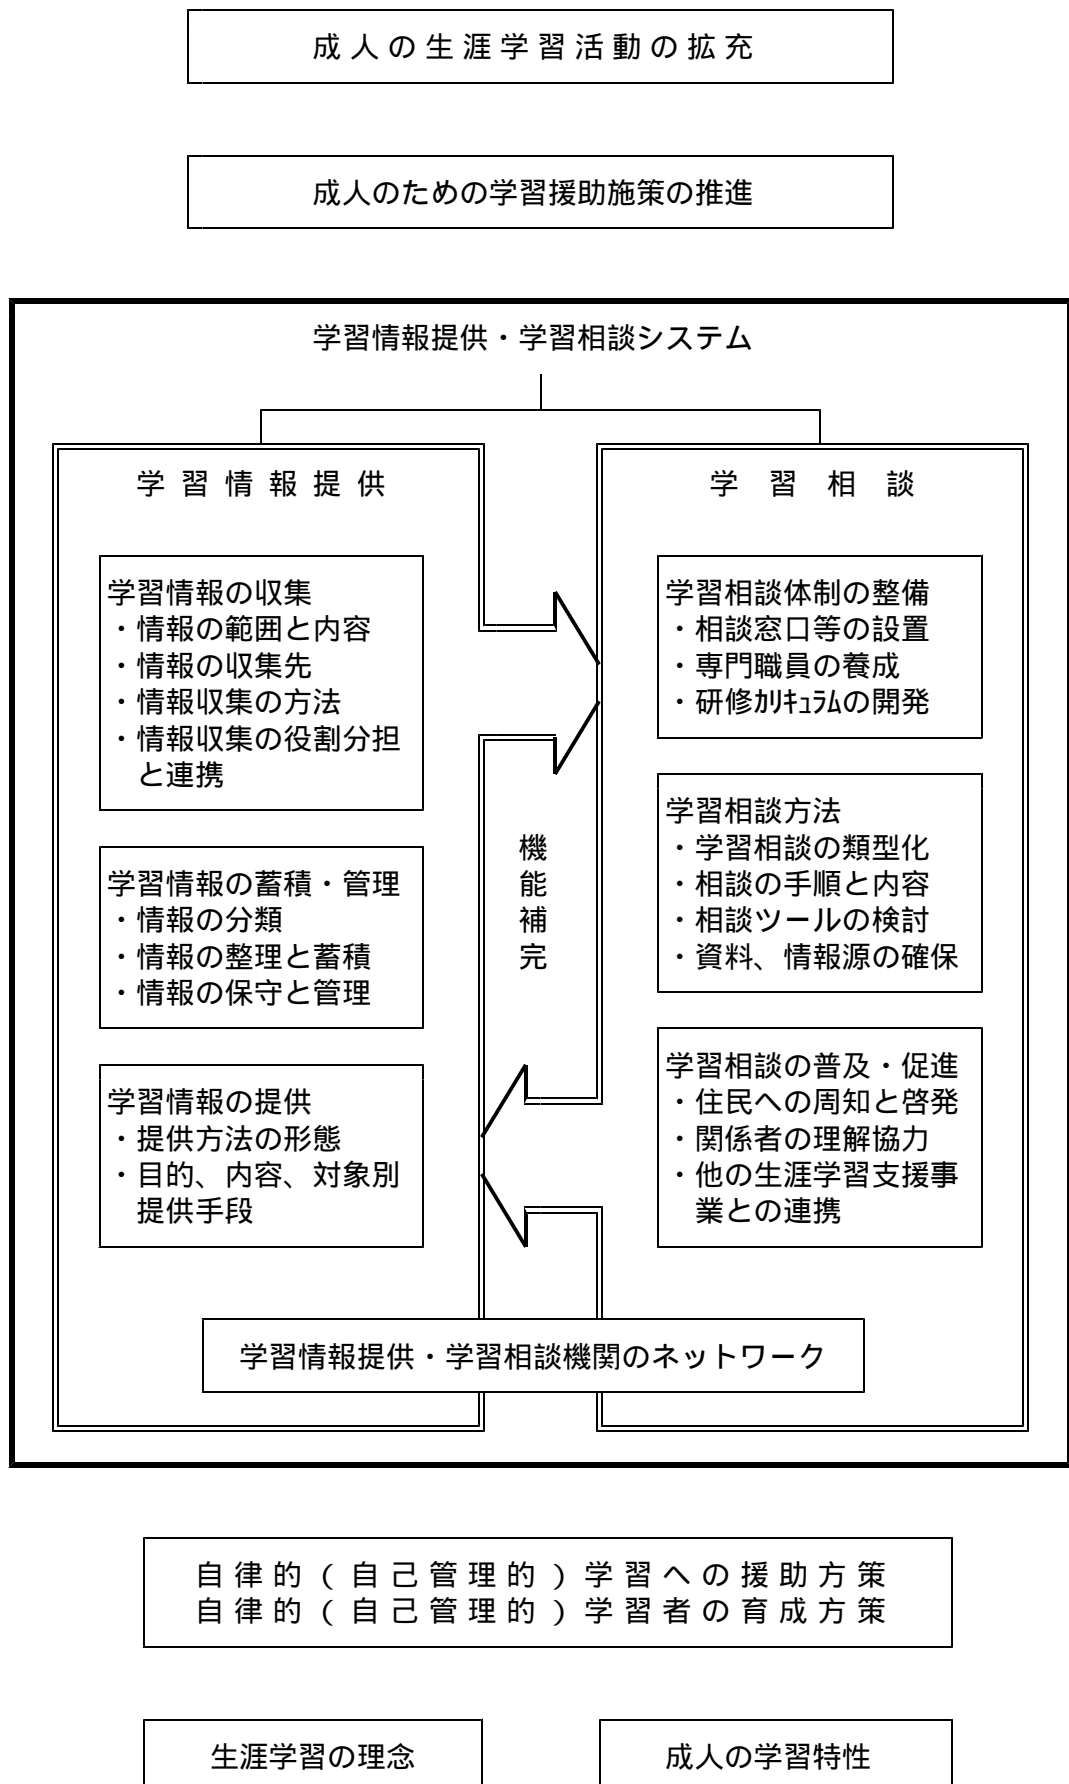 成人の生涯学習活動の拡充
成人のための学習援助施策の推進
学習情報提供・学習相談システム
学習情報提供
学習情報の収集
・情報の範囲と内容
・情報の収集先
・情報収集の方法
・情報収集の役割分担
と連携
学習情報の蓄積・管理
・情報の分類
・情報の整理と蓄積
・情報の保守と管理
学習情報の提供
・提供方法の形態
・目的、内容、対象別
提供手段
機能補完
学習相談
学習相談体制の整備
・相談窓口等の設置
・専門職員の養成
・研修ｶﾘｷｭﾗﾑの開発
学習相談方法
・学習相談の類型化
・相談の手順と内容
・相談ツールの検討
・資料、情報源の確保
学習相談の普及・促進
・住民への周知と啓発
・関係者の理解協力
・他の生涯学習支援事
業との連携
学習情報提供・学習相談機関のネットワーク
自律的(自己管理的)学習への援助方策
自律的(自己管理的)学習者の育成方策
生涯学習の理念
成人の学習特性